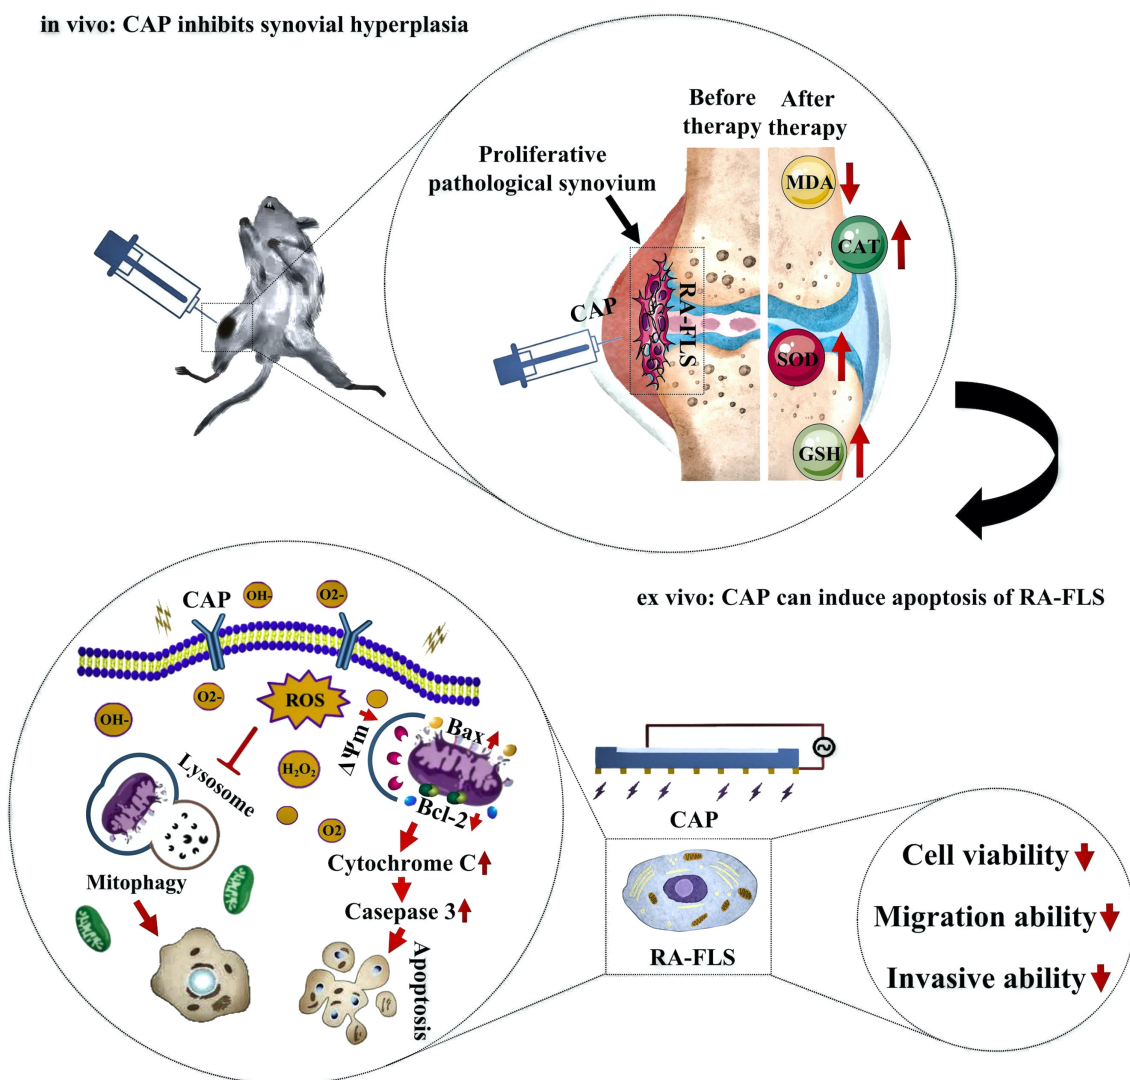 in vivo: CAP inhibits synovial hyperplasia
Before
therapy
After
therapy
Proliferative
pathological synovium
MDA
CAT
CAP
RA-FLS
SOD
GSH
ex vivo: CAP can induce apoptosis of RA-FLS
CAP
OH-
O2-
O2-
ROS
OH-
ΔΨm
Bax
Lysosome
H₂O₂
Bcl-2
O2
Cytochrome C
Mitophagy
Casepase 3
Apoptosis
CAP
RA-FLS
Cell viability
Migration ability
Invasive ability